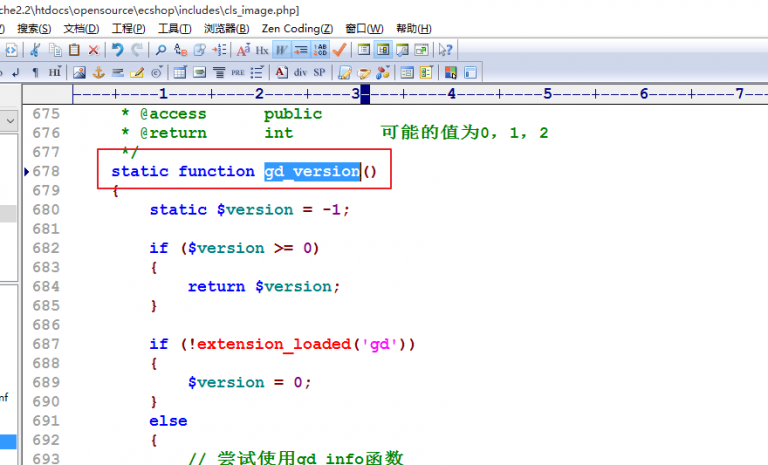 che2.2\htdocs\opensource\ecshop\includes\cls_image.php]
搜索(S) 文档(D) 工程(P) 工具(T) 浏览器(B) Zen Coding(Z) 窗口(W) 帮助(H)
HI PRE div SP
----+----1----+----2----+----3----+----4----+----5----+----6----+----7--
675 * @access public
676 * @return int 可能的值为0，1，2
677 */
678 static function gd_version()
679 {
680 static $version = -1;
681
682 if ($version >= 0)
683 {
684 return $version;
685 }
686
687 if (!extension_loaded('gd'))
688 {
689 $version = 0;
690 }
691 else
692 {
693 // 尝试使用gd_info函数
nf